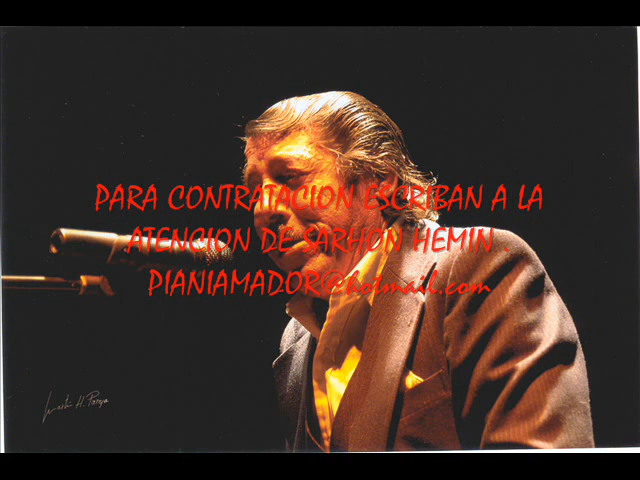 PARA CONTRATACION ESCRIBAN A LA
ATENCION DE SARHON HEMIN
PIANIAMADOR@hotmail.com